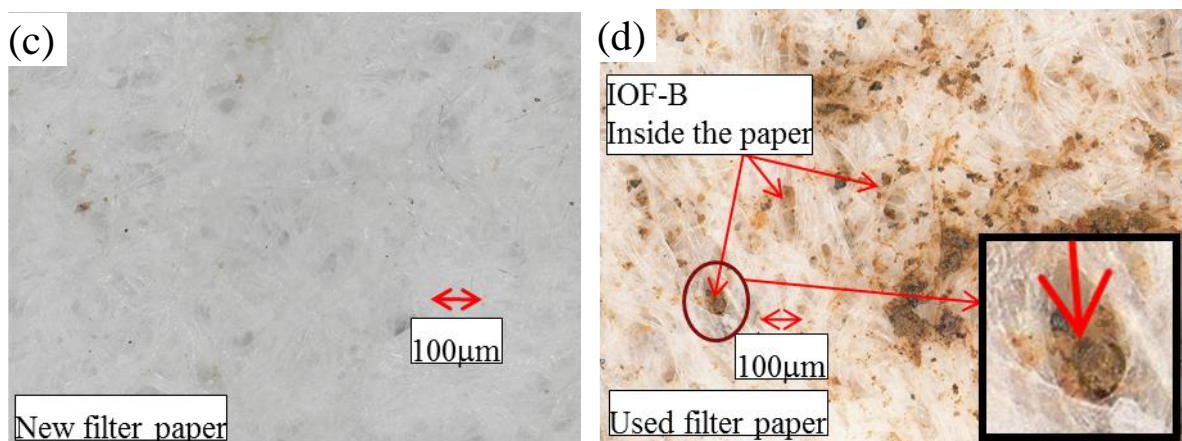 (c)
100μm
New filter paper
(d)
IOF-B
Inside the paper
100μm
Used filter paper